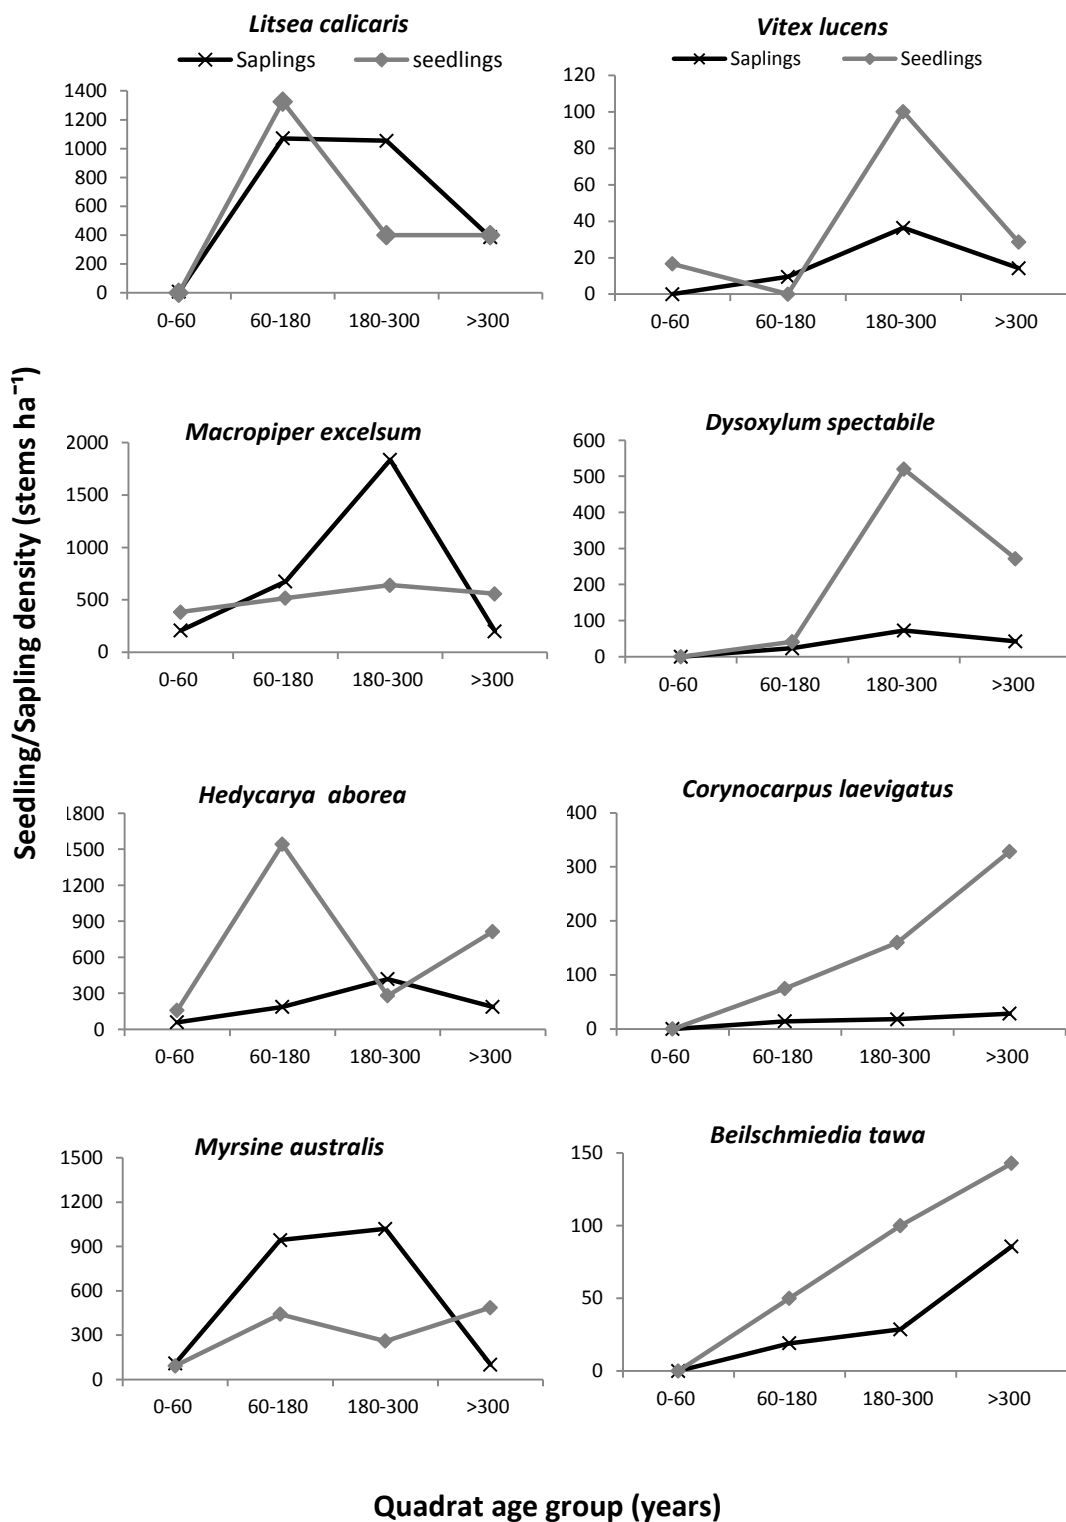 Litsea calicaris
Saplings seedlings
1400
1200
1000
800
600
400
200
0
0-60 60-180 180-300 >300
Vitex lucens
Saplings Seedlings
120
100
80
60
40
20
0
0-60 60-180 180-300 >300
Seedling/Sapling density (stems ha⁻¹)
Macropiper excelsum
2000
1500
1000
500
0
0-60 60-180 180-300 >300
Dysoxylum spectabile
600
500
400
300
200
100
0
0-60 60-180 180-300 >300
Hedycarya aborea
1800
1500
1200
900
600
300
0
0-60 60-180 180-300 >300
Corynocarpus laevigatus
400
300
200
100
0
0-60 60-180 180-300 >300
Myrsine australis
1500
1200
900
600
300
0
0-60 60-180 180-300 >300
Beilschmiedia tawa
150
100
50
0
0-60 60-180 180-300 >300
Quadrat age group (years)